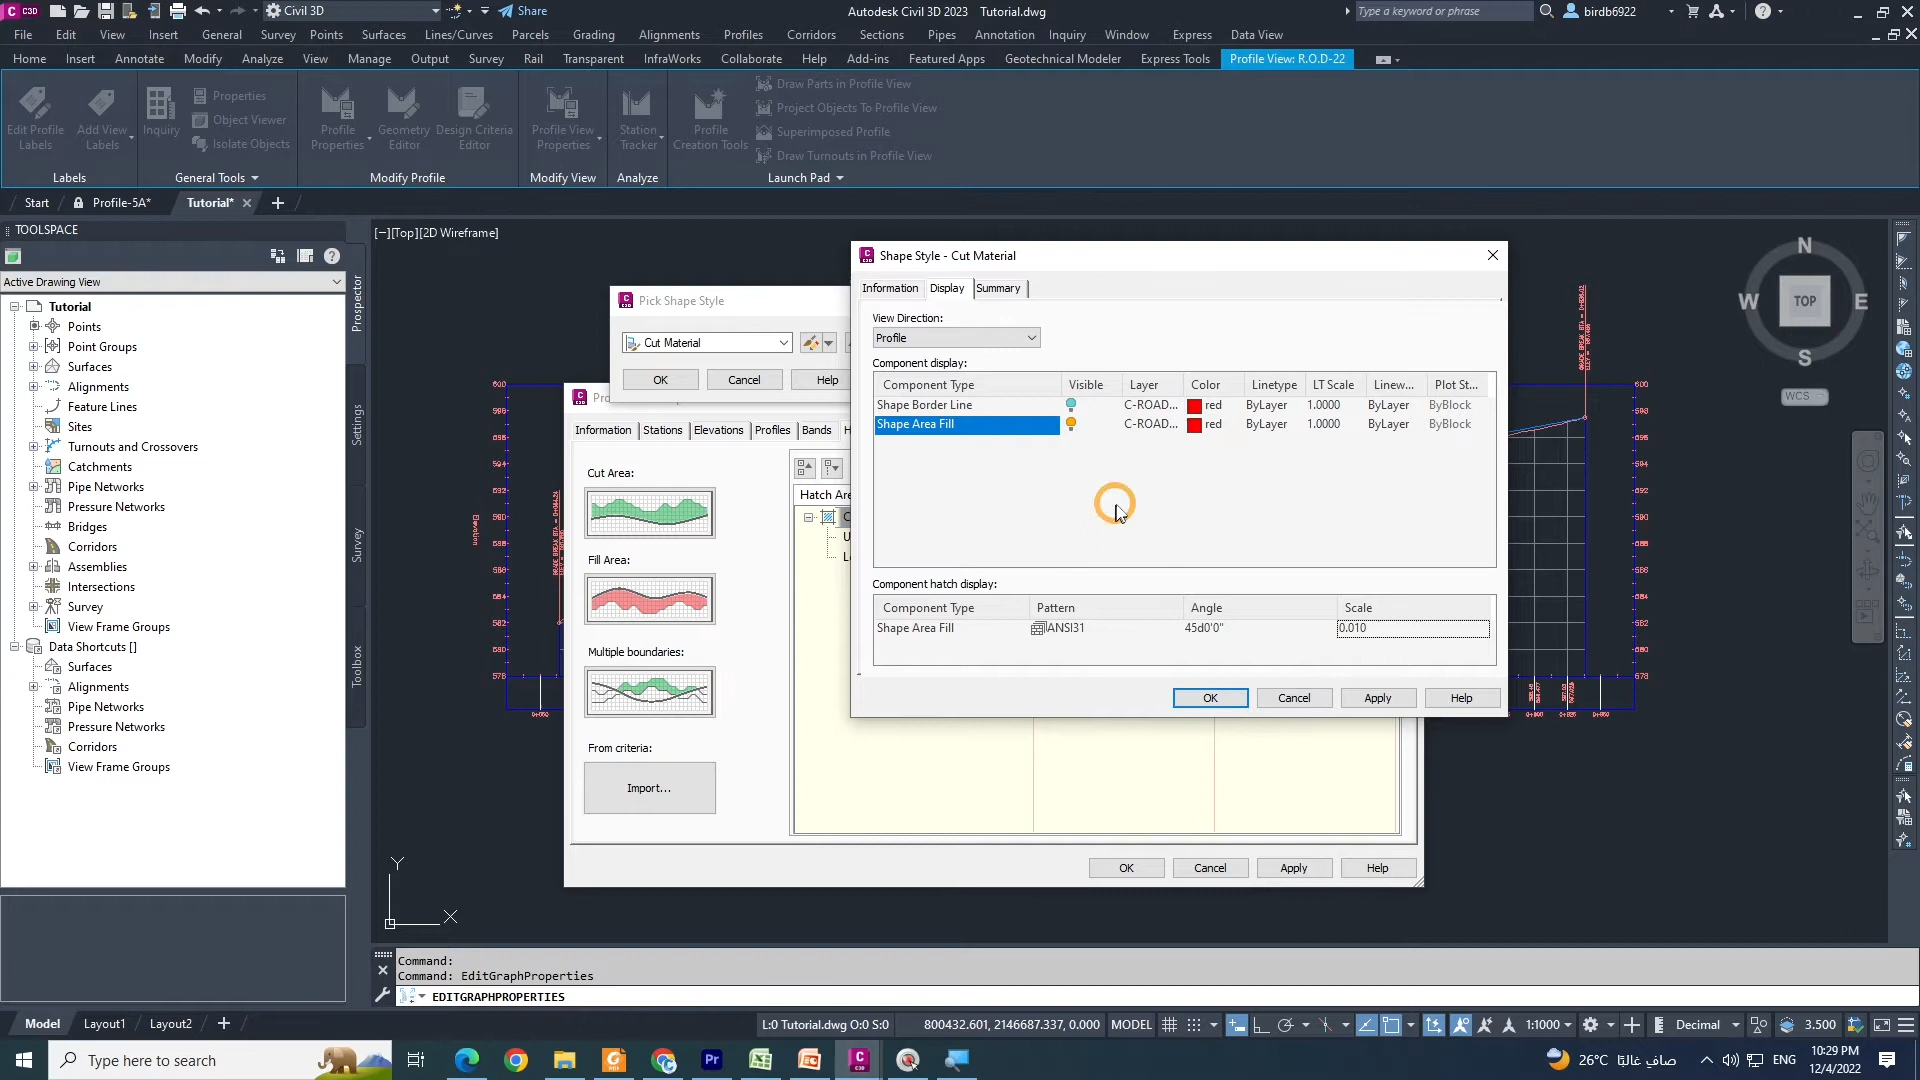 C3D
Civil 3D
Share
Autodesk Civil 3D 2023 Tutorial.dwg
Type a keyword or phrase
birdb6922
File Edit View Insert General Survey Points Surfaces Lines/Curves Parcels Grading Alignments Profiles Corridors Sections Pipes Annotation Inquiry Window Express Data View
Home Insert Annotate Modify Analyze View Manage Output Survey Rail Transparent InfraWorks Collaborate Help Add-ins Featured Apps Geotechnical Modeler Express Tools Profile View: R.O.D-22
Edit Profile Labels
Add View Labels
Inquiry
Properties
Object Viewer
Isolate Objects
Profile Properties
Geometry Editor
Design Criteria Editor
Profile View Properties
Station Tracker
Profile Creation Tools
Draw Parts in Profile View
Project Objects To Profile View
Superimposed Profile
Draw Turnouts in Profile View
Labels General Tools Modify Profile Modify View Analyze Launch Pad
Start Profile-5A* Tutorial*
TOOLSPACE
Active Drawing View
Tutorial
Points
Point Groups
Surfaces
Alignments
Feature Lines
Sites
Turnouts and Crossovers
Catchments
Pipe Networks
Pressure Networks
Bridges
Corridors
Assemblies
Intersections
Survey
View Frame Groups
Data Shortcuts []
Surfaces
Alignments
Pipe Networks
Pressure Networks
Corridors
View Frame Groups
Prospector
Settings
Survey
Toolbox
[−][Top][2D Wireframe]
N
W TOP E
S
WCS
Elevation
Pick Shape Style
Cut Material
OK Cancel Help
Information Stations Elevations Profiles Bands
Cut Area:
Fill Area:
Multiple boundaries:
From criteria:
Import...
Hatch Are
OK Cancel Apply Help
Shape Style - Cut Material
Information Display Summary
View Direction:
Profile
Component display:
Component Type Visible Layer Color Linetype LT Scale Linew... Plot St...
Shape Border Line C-ROAD... red ByLayer 1.0000 ByLayer ByBlock
Shape Area Fill C-ROAD... red ByLayer 1.0000 ByLayer ByBlock
Component hatch display:
Component Type Pattern Angle Scale
Shape Area Fill ANSI31 45d0'0" 0.010
OK Cancel Apply Help
Y
X
Command:
Command: EditGraphProperties
EDITGRAPHPROPERTIES
Model Layout1 Layout2
L:0 Tutorial.dwg O:0 S:0 800432.601, 2146687.337, 0.000 MODEL 1:1000 Decimal 3.500
Type here to search
26°C صافٍ غالبًا ENG
10:29 PM
12/4/2022